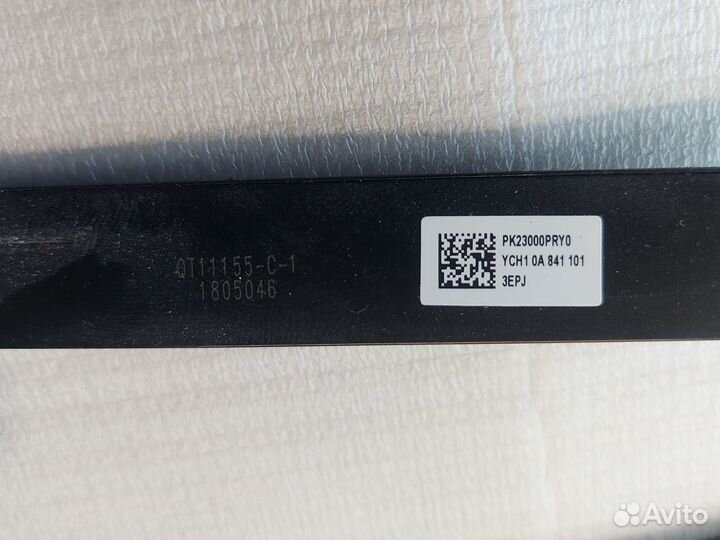 QT11155-C-1
1805046
PK23000PRY0
YCH1 0A 841 101
3EPJ
Avito